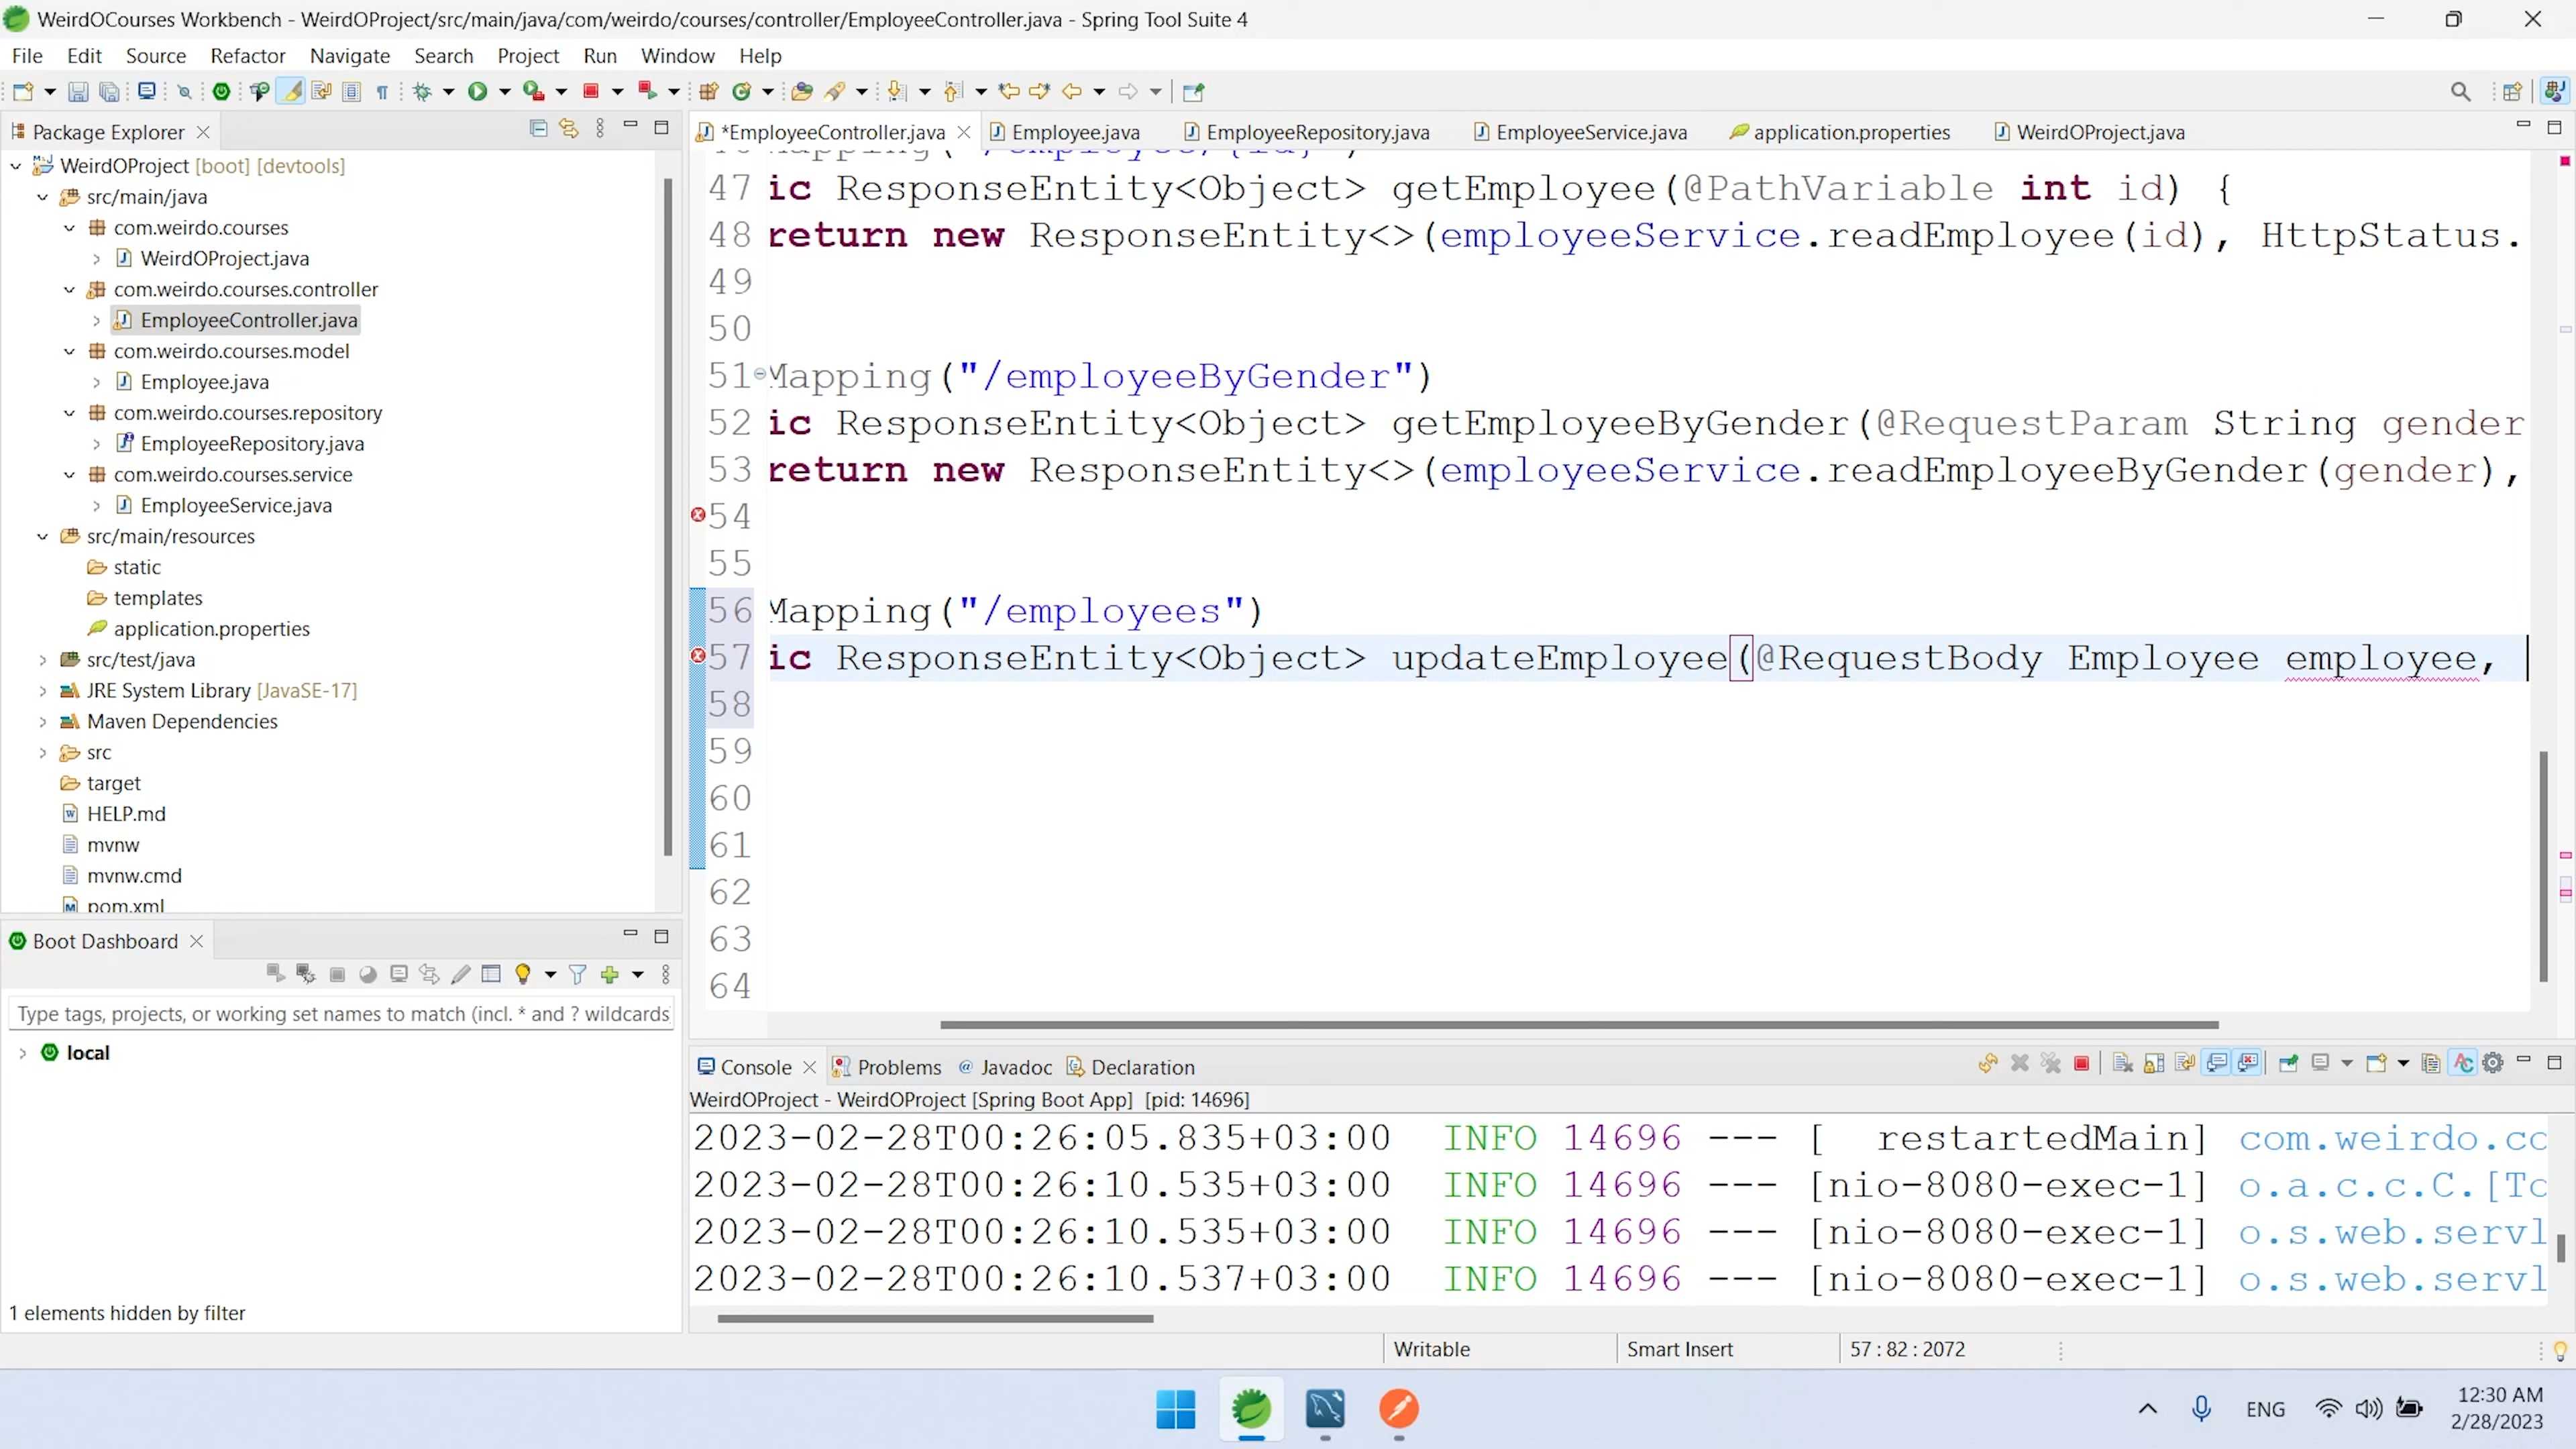 WeirdOCourses Workbench - WeirdOProject/src/main/java/com/weirdo/courses/controller/EmployeeController.java - Spring Tool Suite 4
File Edit Source Refactor Navigate Search Project Run Window Help
Package Explorer
WeirdOProject [boot] [devtools]
src/main/java
com.weirdo.courses
WeirdOProject.java
com.weirdo.courses.controller
EmployeeController.java
com.weirdo.courses.model
Employee.java
com.weirdo.courses.repository
EmployeeRepository.java
com.weirdo.courses.service
EmployeeService.java
src/main/resources
static
templates
application.properties
src/test/java
JRE System Library [JavaSE-17]
Maven Dependencies
src
target
HELP.md
mvnw
mvnw.cmd
pom.xml
Boot Dashboard
Type tags, projects, or working set names to match (incl. * and ? wildcards
local
1 elements hidden by filter
*EmployeeController.java Employee.java EmployeeRepository.java EmployeeService.java application.properties WeirdOProject.java
47 ic ResponseEntity<Object> getEmployee(@PathVariable int id) {
48 return new ResponseEntity<>(employeeService.readEmployee(id), HttpStatus.
49
50
51 Mapping("/employeeByGender")
52 ic ResponseEntity<Object> getEmployeeByGender(@RequestParam String gender
53 return new ResponseEntity<>(employeeService.readEmployeeByGender(gender),
54
55
56 Mapping("/employees")
57 ic ResponseEntity<Object> updateEmployee(@RequestBody Employee employee,
58
59
60
61
62
63
64
Console Problems @ Javadoc Declaration
WeirdOProject - WeirdOProject [Spring Boot App] [pid: 14696]
2023-02-28T00:26:05.835+03:00 INFO 14696 --- [ restartedMain] com.weirdo.co
2023-02-28T00:26:10.535+03:00 INFO 14696 --- [nio-8080-exec-1] o.a.c.c.C.[To
2023-02-28T00:26:10.535+03:00 INFO 14696 --- [nio-8080-exec-1] o.s.web.servl
2023-02-28T00:26:10.537+03:00 INFO 14696 --- [nio-8080-exec-1] o.s.web.servl
Writable Smart Insert 57 : 82 : 2072
ENG
12:30 AM
2/28/2023